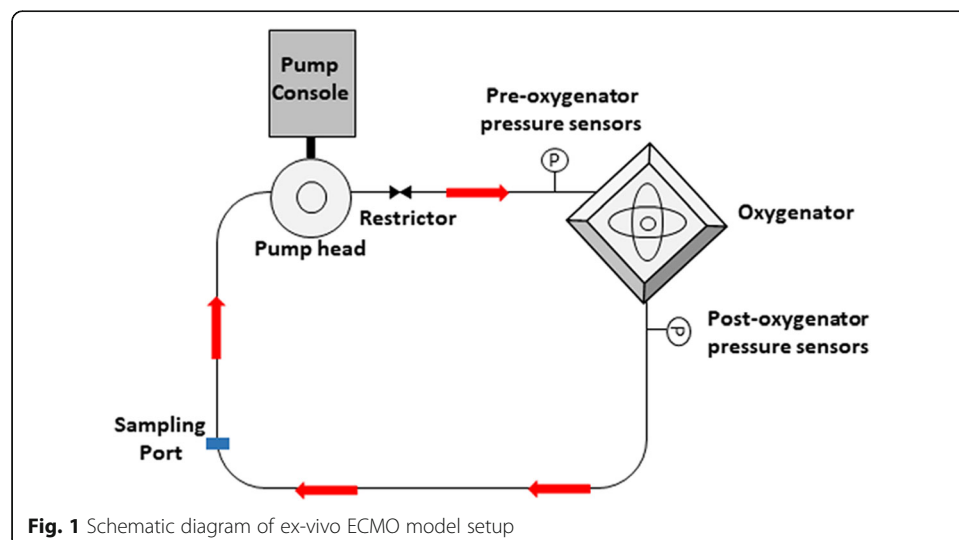 Pump
Console
Pre-oxygenator
pressure sensors
P
Restrictor
Oxygenator
Pump head
Post-oxygenator
pressure sensors
P
Sampling
Port
Fig. 1 Schematic diagram of ex-vivo ECMO model setup